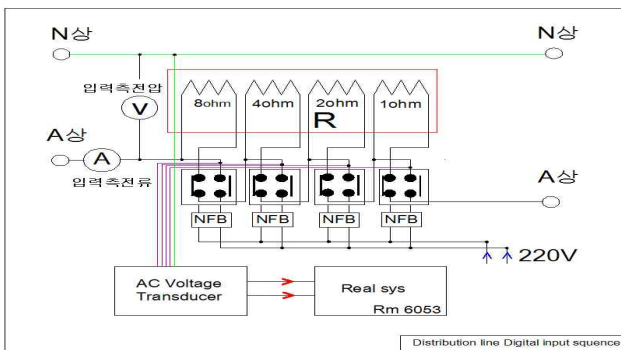 N상 N상
8ohm 4ohm 2ohm 1ohm
입력측전압
R
V
A상
A
입력측전류
A상
NFB NFB NFB NFB
220V
AC Voltage
Transducer
Real sys
Rm 6053
Distribution line Digital input squence